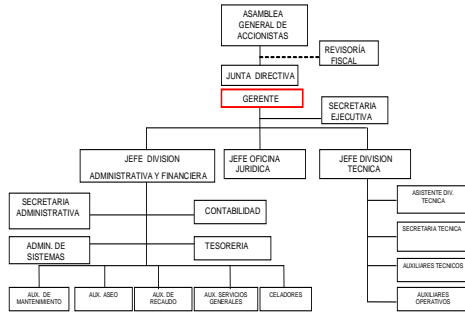 ASAMBLEA
GENERAL DE
ACCIONISTAS
REVISORÍA
FISCAL
JUNTA DIRECTIVA
GERENTE
SECRETARIA
EJECUTIVA
JEFE DIVISION
ADMINISTRATIVA Y FINANCIERA
JEFE OFICINA
JURIDICA
JEFE DIVISION
TECNICA
SECRETARIA
ADMINISTRATIVA
CONTABILIDAD
ADMIN. DE
SISTEMAS
TESORERIA
ASISTENTE DIV.
TECNICA
SECRETARIA TECNICA
AUXILIARES TECNICOS
AUXILIARES
OPERATIVOS
AUX. DE
MANTENIMIENTO
AUX. ASEO
AUX. DE
RECAUDO
AUX. SERVICIOS
GENERALES
CELADORES